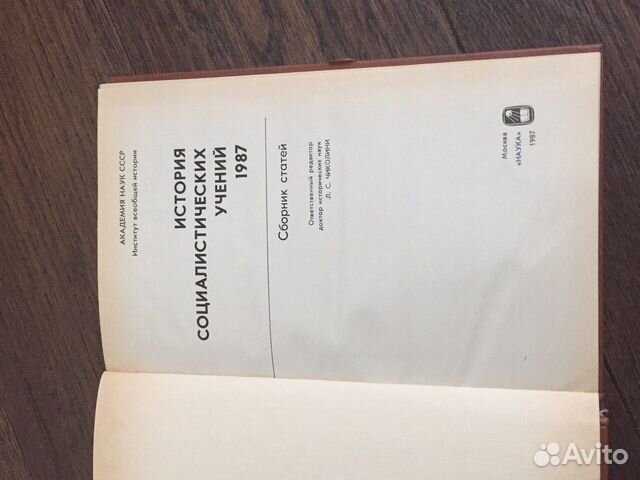 АКАДЕМИЯ НАУК СССР
Институт всеобщей истории
ИСТОРИЯ
СОЦИАЛИСТИЧЕСКИХ
УЧЕНИЙ
1987
Сборник статей
Ответственный редактор
доктор исторических наук
Л. С. ЧИКОЛИНИ
Москва
«НАУКА»
1987
Avito